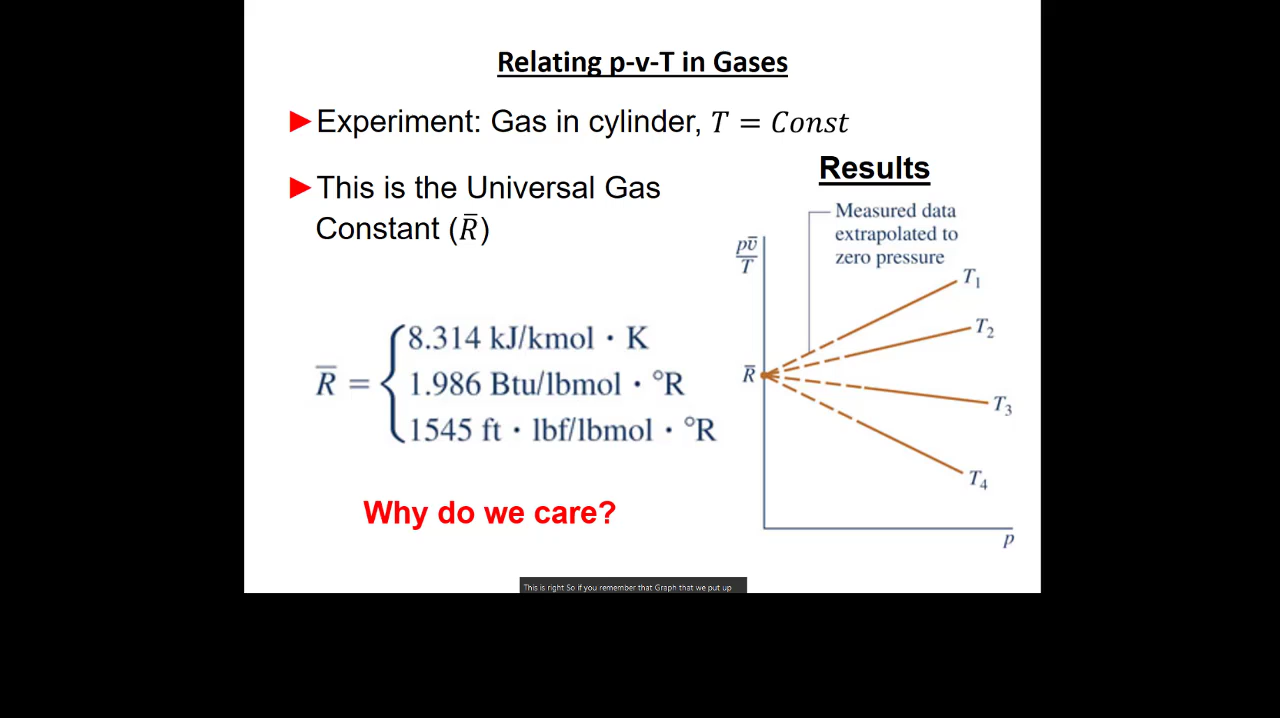 Relating p-v-T in Gases
►Experiment: Gas in cylinder, T = Const
►This is the Universal Gas
Constant (R̄)
R̄ = {
8.314 kJ/kmol · K
1.986 Btu/lbmol · °R
1545 ft · lbf/lbmol · °R
Why do we care?
Results
Measured data
extrapolated to
zero pressure
pv̄/T
T₁
T₂
R̄
T₃
T₄
p
This is right So if you remember that Graph that we put up